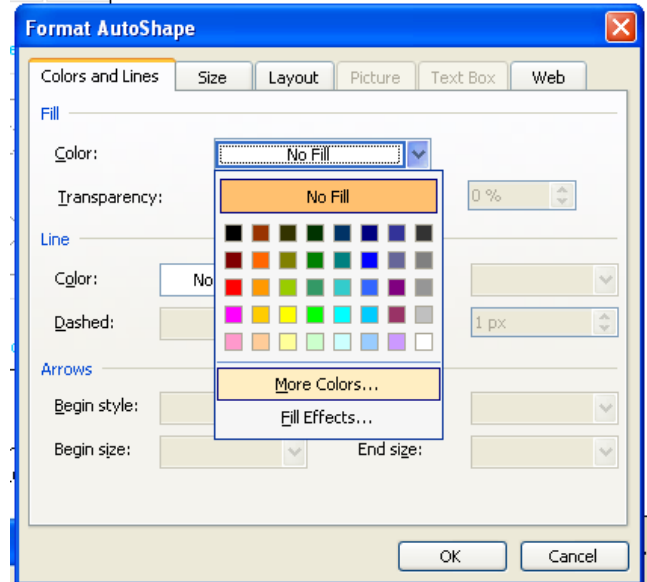 Format AutoShape
Colors and Lines Size Layout Picture Text Box Web
Fill
Color: No Fill
Transparency: No Fill 0 %
Line
Color: No
Dashed: 1 px
More Colors...
Arrows
Begin style: Fill Effects...
Begin size: End size:
OK Cancel